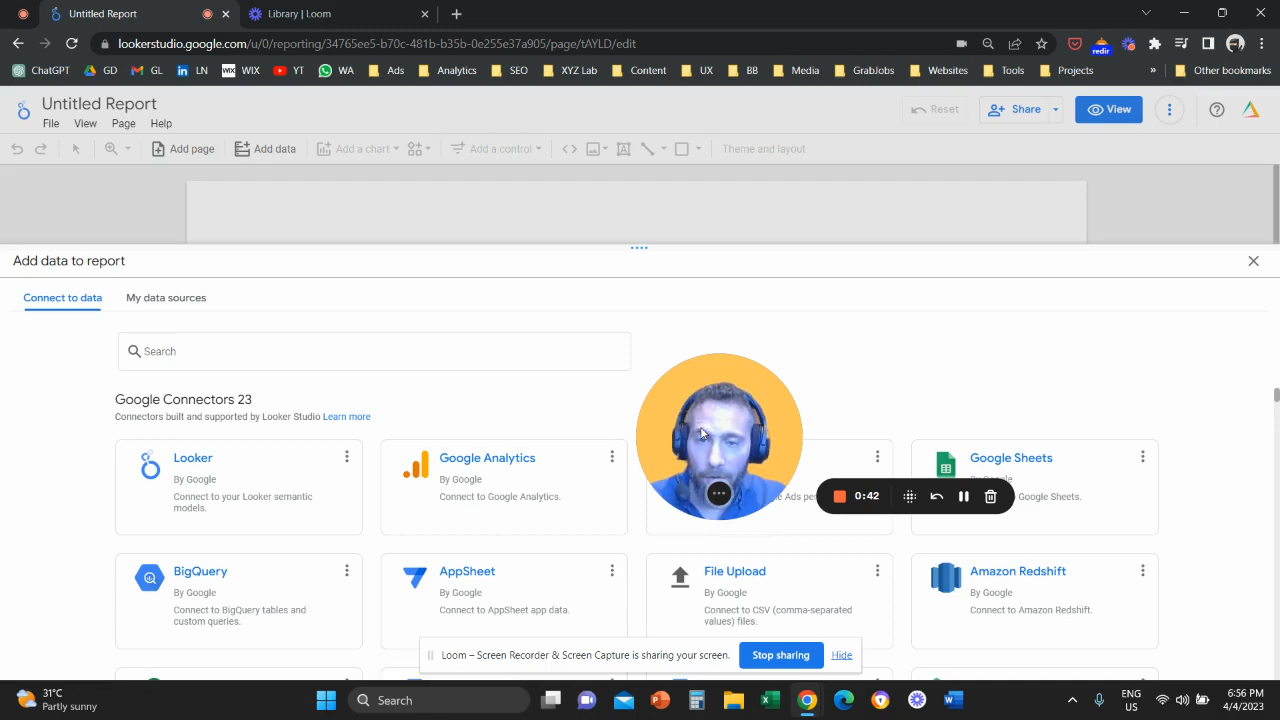 Untitled Report
Library | Loom
lookerstudio.google.com/u/0/reporting/34765ee5-b70c-481b-b35b-0e255e37a905/page/tAYLD/edit
redir
ChatGPT GD GL LN WIX WIX YT WA Ads Analytics SEO XYZ Lab Content UX BB Media GrabJobs Websites Tools Projects » Other bookmarks
Untitled Report
File View Page Help
Reset Share View
Add page Add data Add a chart Add a control Theme and layout
Add data to report
Connect to data My data sources
Search
Google Connectors 23
Connectors built and supported by Looker Studio Learn more
Looker
By Google
Connect to your Looker semantic
models.
Google Analytics
By Google
Connect to Google Analytics.
Ads
Google Sheets
By Google
Google Sheets.
0:42
BigQuery
By Google
Connect to BigQuery tables and
custom queries.
AppSheet
By Google
Connect to AppSheet app data.
File Upload
By Google
Connect to CSV (comma-separated
values) files.
Amazon Redshift
By Google
Connect to Amazon Redshift.
Loom – Screen Recorder & Screen Capture is sharing your screen. Stop sharing Hide
31°C
Partly sunny
Search
ENG
US
6:56 PM
4/4/2023